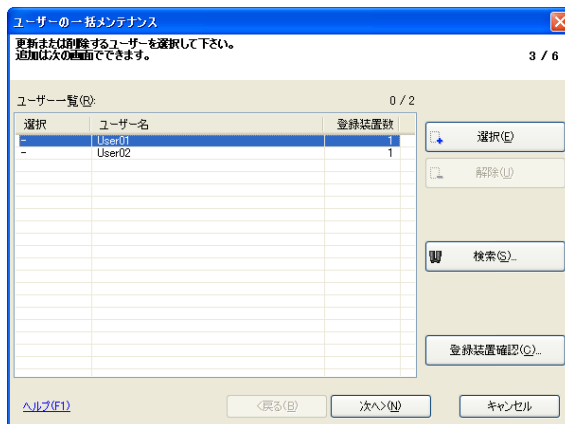 ユーザーの一括メンテナンス
更新または削除するユーザーを選択して下さい。
追加は次の画面でできます。
3 / 6
ユーザー一覧(R):
0 / 2
選択 ユーザー名 登録装置数
- User01 1
- User02 1
選択(E)
解除(U)
検索(S)...
登録装置確認(C)...
ヘルプ(F1)
<戻る(B)
次へ>(N)
キャンセル